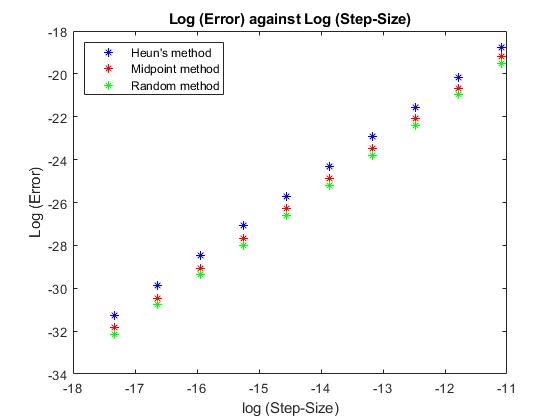 Log (Error) against Log (Step-Size)
Heun's method
Midpoint method
Random method
Log (Error)
-18
-20
-22
-24
-26
-28
-30
-32
-34
-18
-17
-16
-15
-14
-13
-12
-11
log (Step-Size)